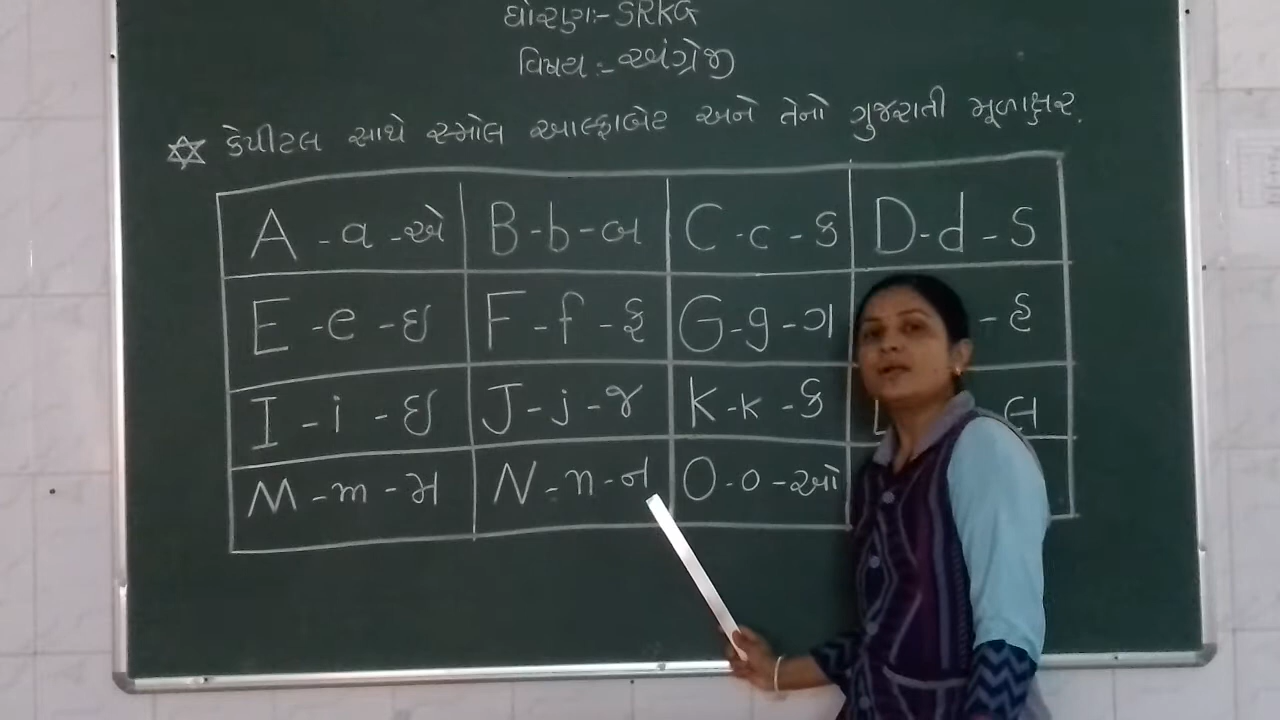 ધોરણ:- SRKG
વિષય :- અંગ્રેજી
કેપીટલ સાથે સ્મોલ આલ્ફાબેટ અને તેનો ગુજરાતી મૂળાક્ષર.
A - a - એ B - b - બ C - c - ક D - d - ડ
E - e - ઇ F - f - ફ G - g - ગ - હ
I - i - ઇ J - j - જ K - k - ક L લ
M - m - મ N - n - ન O - o - ઓ